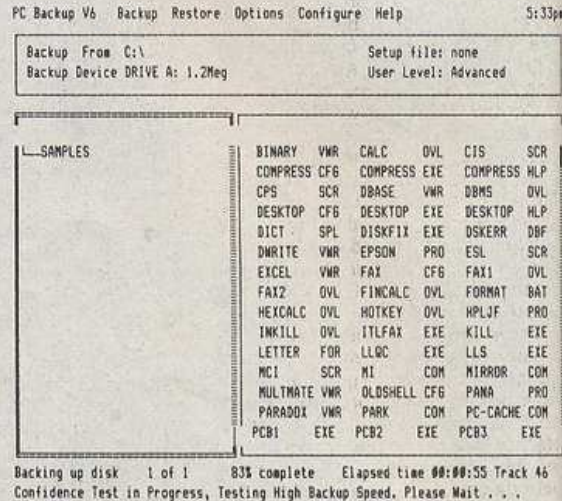 PC Backup V6 Backup Restore Options Configure Help 5:33pm
Backup From C:\ Setup file: none
Backup Device DRIVE A: 1.2Meg User Level: Advanced
SAMPLES
BINARY VWR CALC OVL CIS SCR
COMPRESS CFG COMPRESS EXE COMPRESS HLP
CPS SCR DBASE VWR DBMS OVL
DESKTOP CFG DESKTOP EXE DESKTOP HLP
DICT SPL DISKFIX EXE DSKERR DBF
DWRITE VWR EPSON PRO ESL SCR
EXCEL VWR FAX CFG FAX1 OVL
FAX2 OVL FINCALC OVL FORMAT BAT
HEXCALC OVL HOTKEY OVL HPLJF PRO
INKILL OVL ITLFAX EXE KILL EXE
LETTER FOR LLQC EXE LLS EXE
MCI SCR MI COM MIRROR COM
MULTMATE VWR OLDSHELL CFG PANA PRO
PARADOX VWR PARK COM PC-CACHE COM
PCB1 EXE PCB2 EXE PCB3 EXE
Backing up disk 1 of 1 83% complete Elapsed time 00:00:55 Track 46
Confidence Test in Progress, Testing High Backup Speed, Please Wait . . .